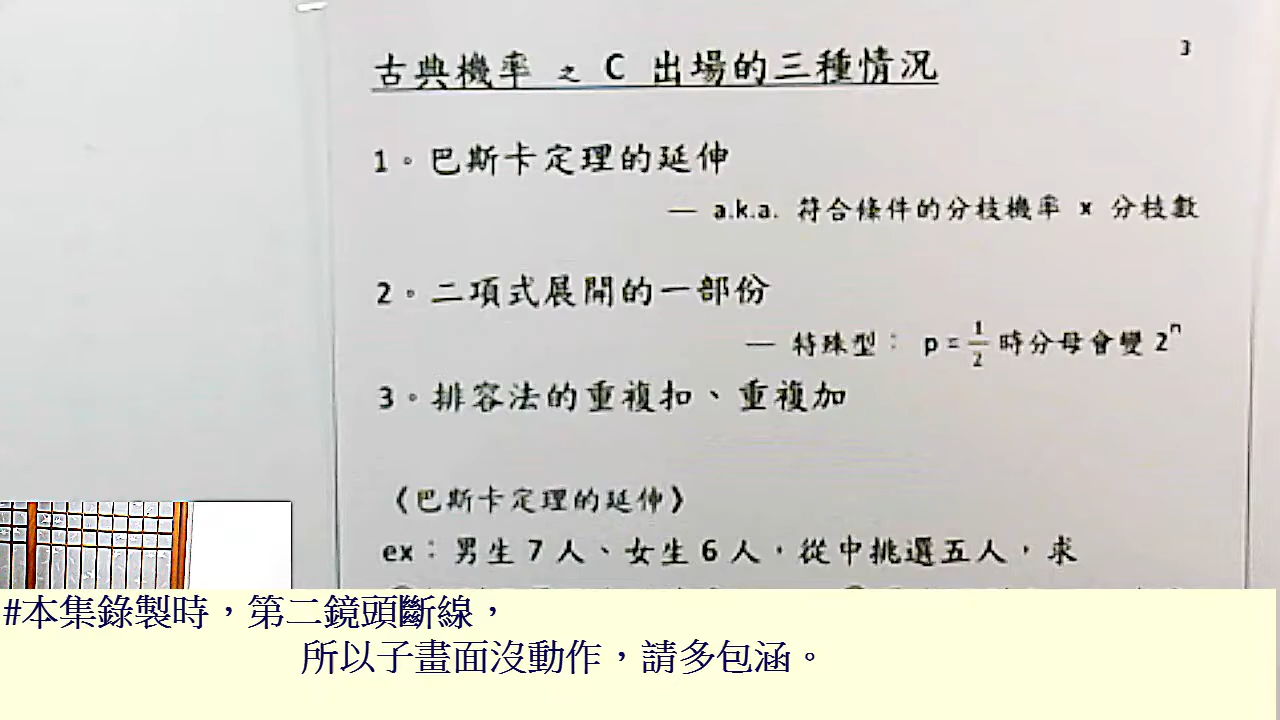 3
古典機率 之 C 出場的三種情況
1。巴斯卡定理的延伸
— a.k.a. 符合條件的分枝機率 x 分枝數
2。二項式展開的一部份
— 特殊型： p = 1/2 時分母會變 2ⁿ
3。排容法的重複扣、重複加
《巴斯卡定理的延伸》
ex：男生 7 人、女生 6 人，從中挑選五人，求
#本集錄製時，第二鏡頭斷線，
所以子畫面沒動作，請多包涵。